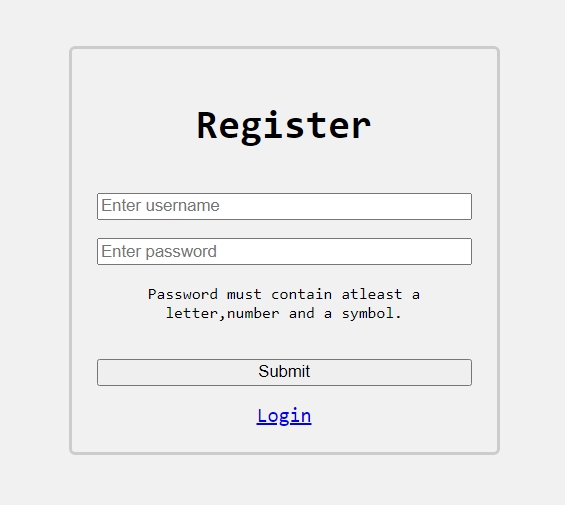 Register
Enter username
Enter password
Password must contain atleast a
letter,number and a symbol.
Submit
Login